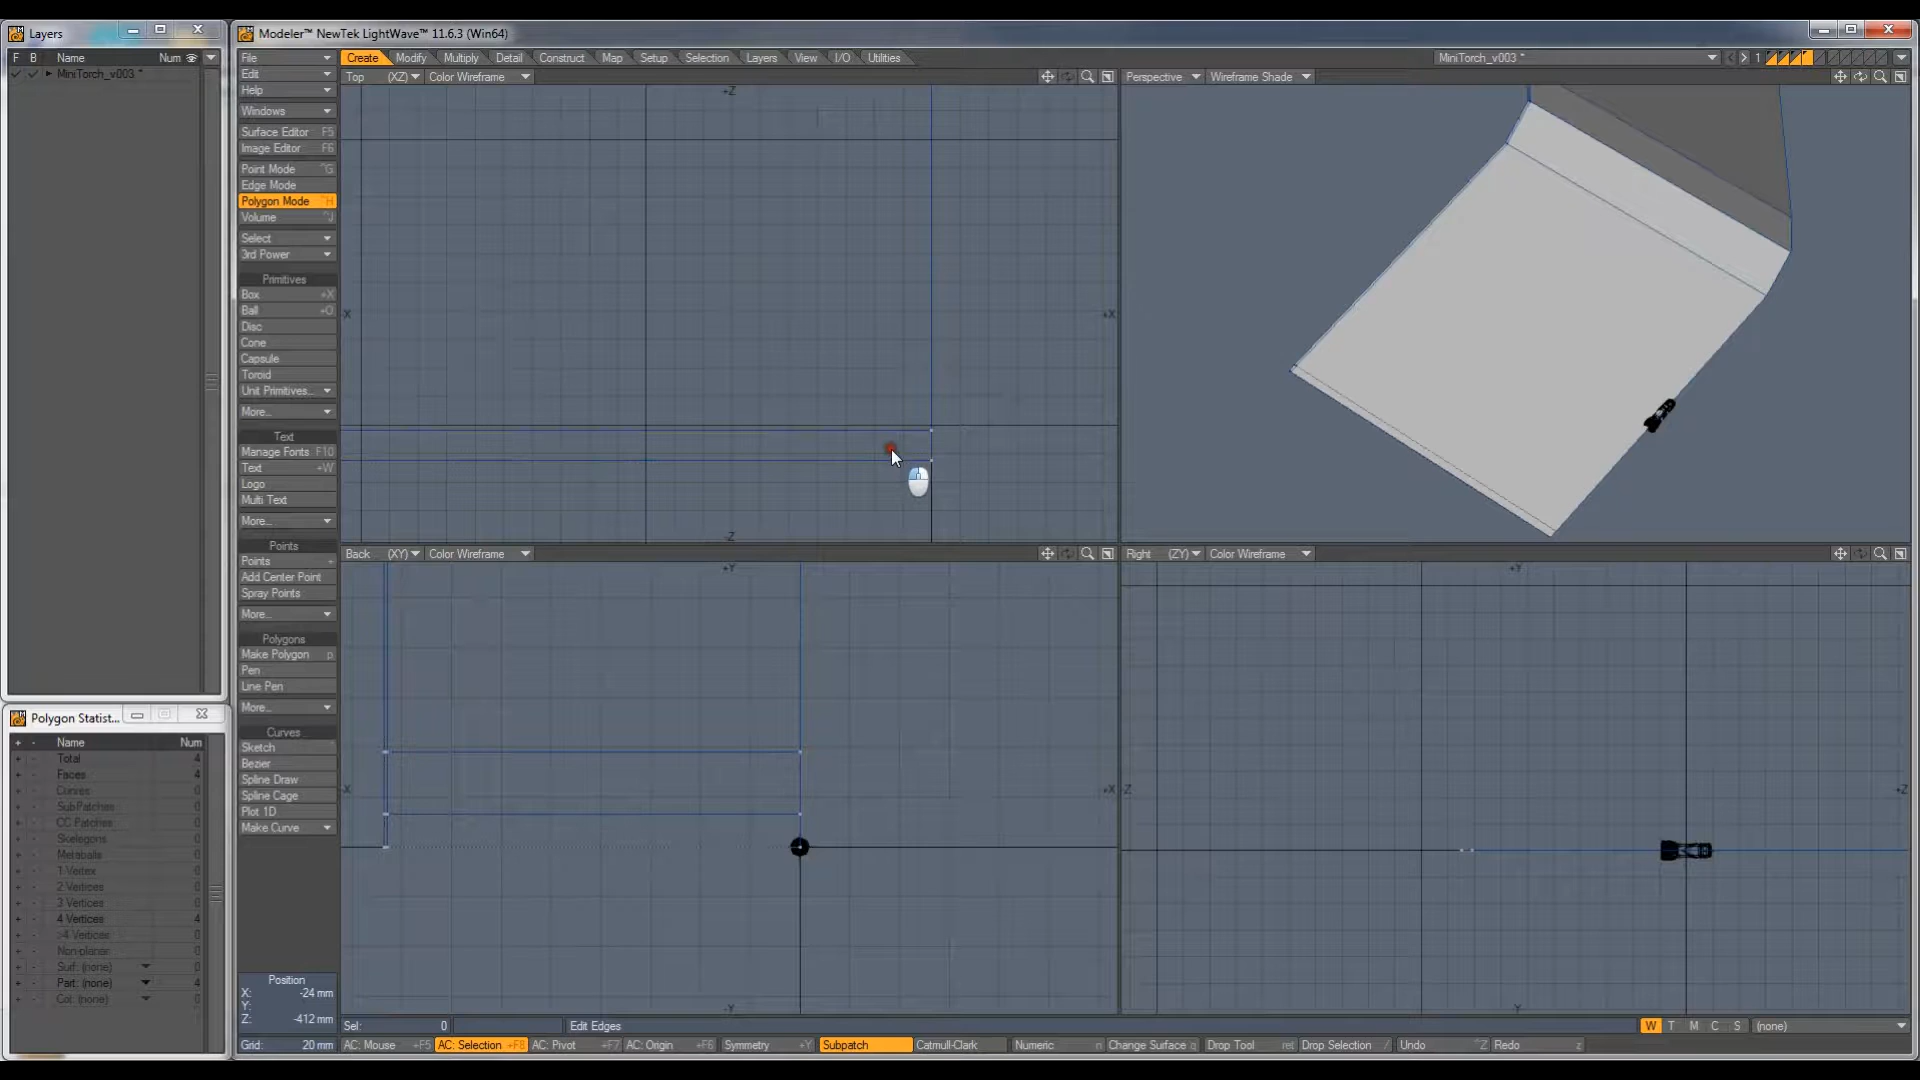 Layers
F B Name Num
MiniTorch_v003 *
Modeler™ NewTek LightWave™ 11.6.3 (Win64)
File
Edit
Help
Windows
Surface Editor F5
Image Editor F6
Point Mode ^G
Edge Mode
Polygon Mode ^H
Volume ^J
Select
3rd Power
Primitives
Box +X
Ball +O
Disc
Cone
Capsule
Toroid
Unit Primitives...
More...
Text
Manage Fonts F10
Text +W
Logo
Multi Text
More...
Points
Points +
Add Center Point
Spray Points
More...
Polygons
Make Polygon p
Pen
Line Pen
More...
Curves
Sketch
Bezier
Spline Draw
Spline Cage
Plot 1D
Make Curve
Create Modify Multiply Detail Construct Map Setup Selection Layers View I/O Utilities
MiniTorch_v003 *
1
Top (XZ) Color Wireframe
+Z
-X
+X
-Z
Perspective Wireframe Shade
Back (XY) Color Wireframe
+Y
-X
+X
-Y
Right (ZY) Color Wireframe
+Y
-Z
+Z
-Y
Polygon Statist...
+ - Name Num
+ - Total 4
+ - Faces 4
+ - Curves 0
+ - SubPatches 0
+ - CC Patches 0
+ - Skelegons 0
+ - Metaballs 0
+ - 1 Vertex 0
+ - 2 Vertices 0
+ - 3 Vertices 0
+ - 4 Vertices 4
+ - >4 Vertices 0
+ - Non-planar 0
+ - Surf: (none) 0
+ - Part: (none) 4
+ - Col: (none) 0
Position
X: -24 mm
Y:
Z: -412 mm
Grid: 20 mm
Sel: 0
Edit Edges
W T M C S (none)
AC: Mouse +F5 AC: Selection +F8 AC: Pivot +F7 AC: Origin +F6 Symmetry +Y Subpatch Catmull-Clark Numeric n Change Surface q Drop Tool ret Drop Selection / Undo ^Z Redo z